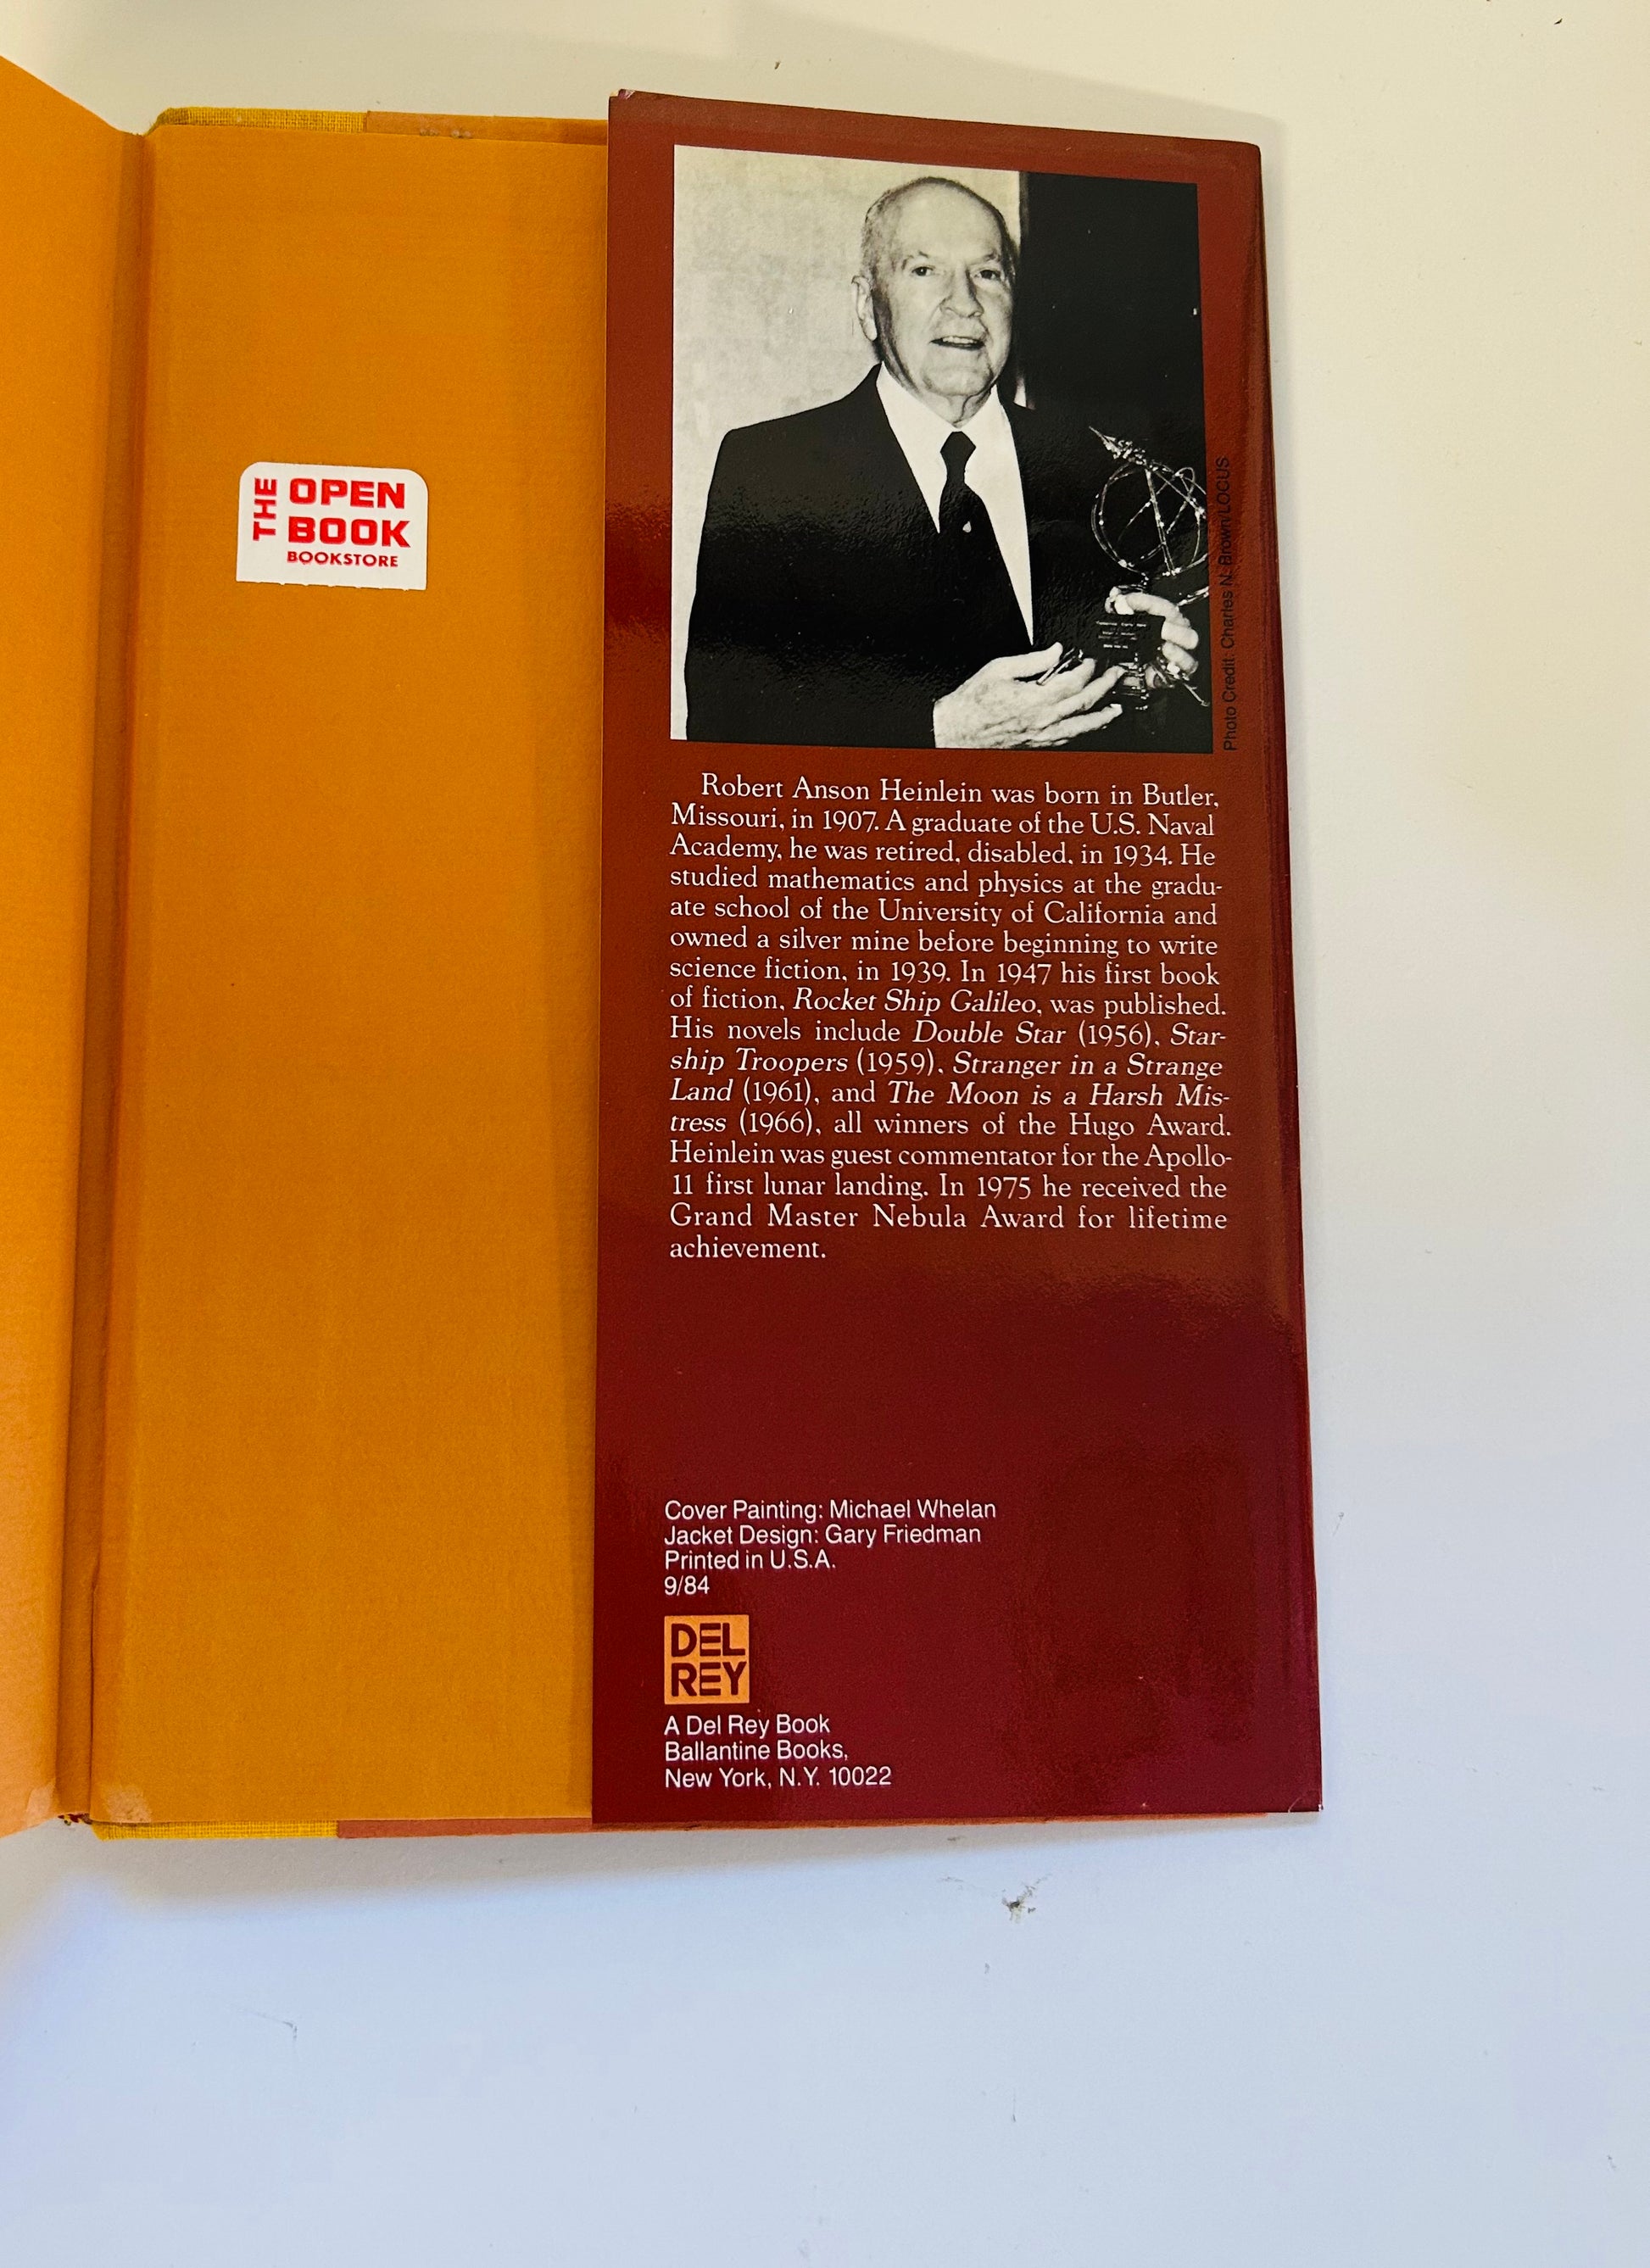 THE
OPEN
BOOK
BOOKSTORE
Photo Credit: Charles N. Brown/LOCUS
Robert Anson Heinlein was born in Butler,
Missouri, in 1907. A graduate of the U.S. Naval
Academy, he was retired, disabled, in 1934. He
studied mathematics and physics at the gradu-
ate school of the University of California and
owned a silver mine before beginning to write
science fiction, in 1939. In 1947 his first book
of fiction, Rocket Ship Galileo, was published.
His novels include Double Star (1956), Star-
ship Troopers (1959), Stranger in a Strange
Land (1961), and The Moon is a Harsh Mis-
tress (1966), all winners of the Hugo Award.
Heinlein was guest commentator for the Apollo-
11 first lunar landing. In 1975 he received the
Grand Master Nebula Award for lifetime
achievement.
Cover Painting: Michael Whelan
Jacket Design: Gary Friedman
Printed in U.S.A.
9/84
DEL
REY
A Del Rey Book
Ballantine Books,
New York, N.Y. 10022